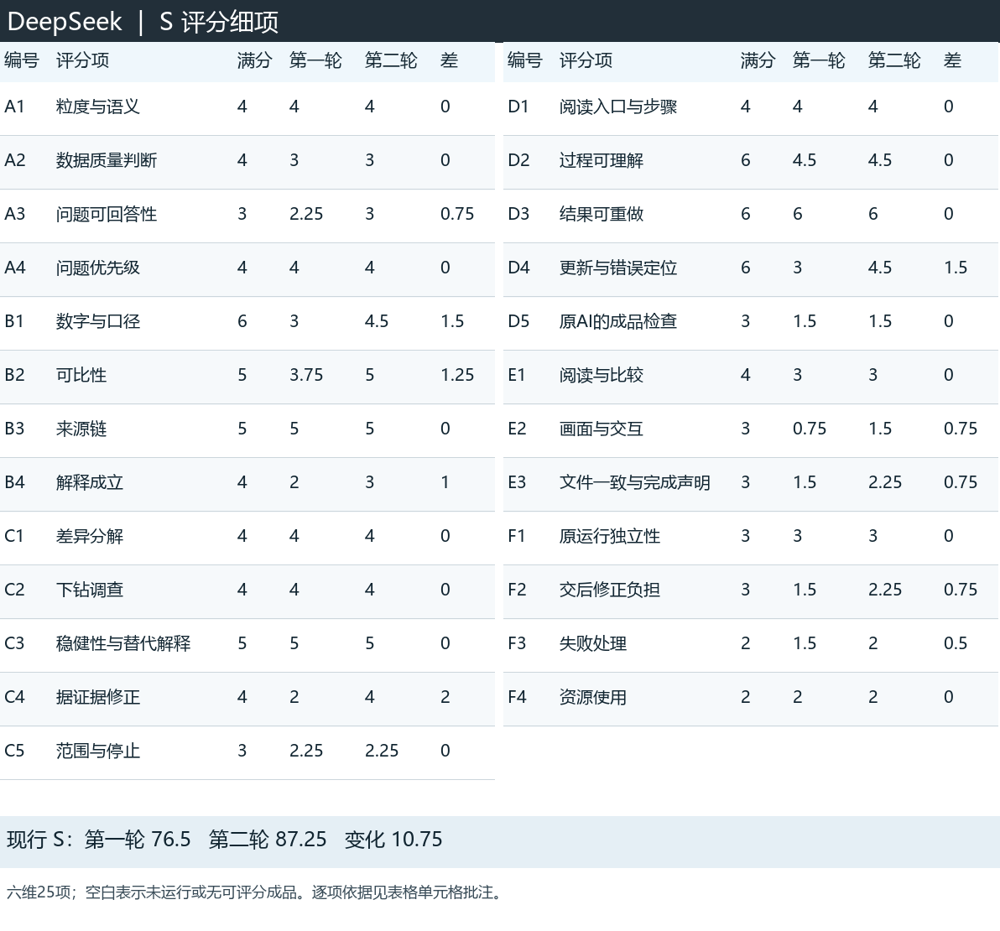 DeepSeek | S 评分细项
编号 评分项 满分 第一轮 第二轮 差
A1 粒度与语义 4 4 4 0
A2 数据质量判断 4 3 3 0
A3 问题可回答性 3 2.25 3 0.75
A4 问题优先级 4 4 4 0
B1 数字与口径 6 3 4.5 1.5
B2 可比性 5 3.75 5 1.25
B3 来源链 5 5 5 0
B4 解释成立 4 2 3 1
C1 差异分解 4 4 4 0
C2 下钻调查 4 4 4 0
C3 稳健性与替代解释 5 5 5 0
C4 据证据修正 4 2 4 2
C5 范围与停止 3 2.25 2.25 0
编号 评分项 满分 第一轮 第二轮 差
D1 阅读入口与步骤 4 4 4 0
D2 过程可理解 6 4.5 4.5 0
D3 结果可重做 6 6 6 0
D4 更新与错误定位 6 3 4.5 1.5
D5 原AI的成品检查 3 1.5 1.5 0
E1 阅读与比较 4 3 3 0
E2 画面与交互 3 0.75 1.5 0.75
E3 文件一致与完成声明 3 1.5 2.25 0.75
F1 原运行独立性 3 3 3 0
F2 交后修正负担 3 1.5 2.25 0.75
F3 失败处理 2 1.5 2 0.5
F4 资源使用 2 2 2 0
现行 S：第一轮 76.5 第二轮 87.25 变化 10.75
六维25项；空白表示未运行或无可评分成品。逐项依据见表格单元格批注。